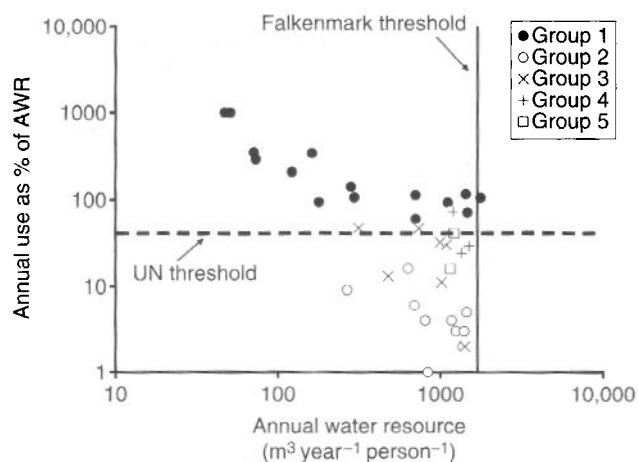 10,000
Falkenmark threshold
Group 1
Group 2
Group 3
Group 4
Group 5
Annual use as % of AWR
1000
100
UN threshold
10
1
10
100
1000
10,000
Annual water resource
(m³ year⁻¹ person⁻¹)